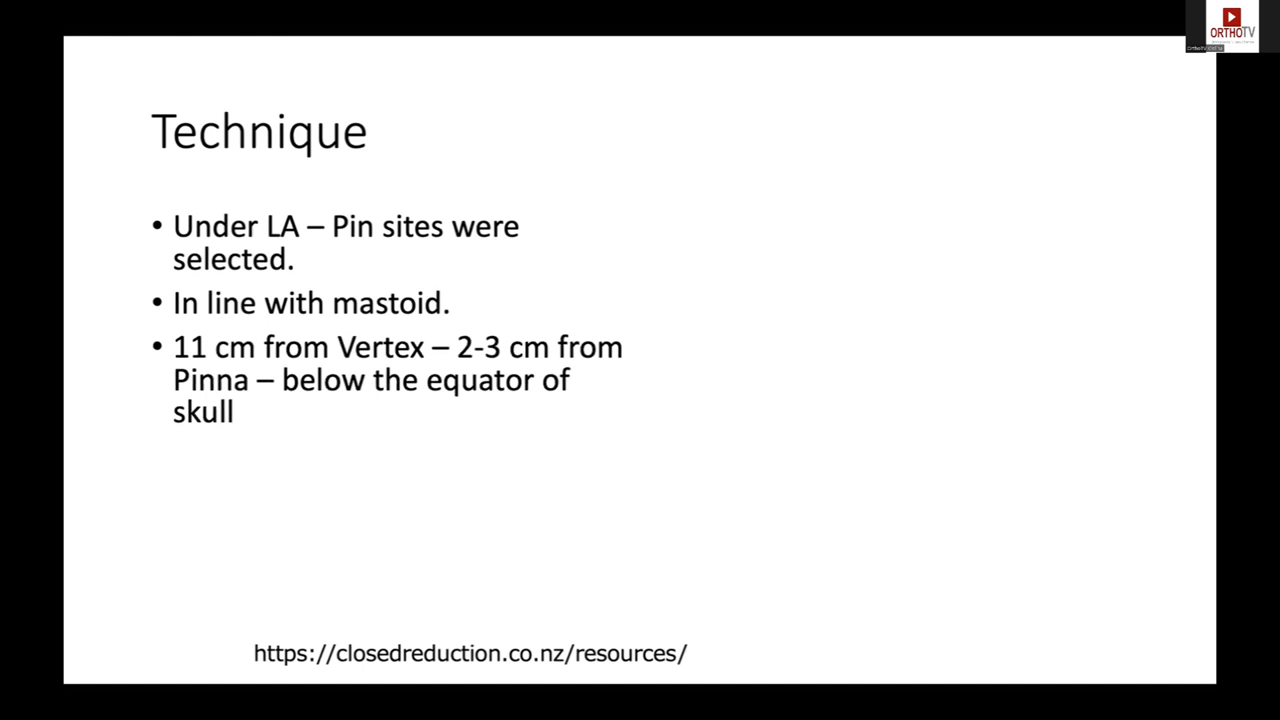 ORTHOTV
Technique
• Under LA – Pin sites were
selected.
• In line with mastoid.
• 11 cm from Vertex – 2-3 cm from
Pinna – below the equator of
skull
https://closedreduction.co.nz/resources/